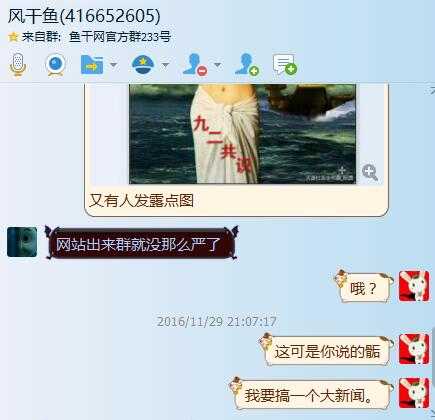 风干鱼(416652605)
来自群: 鱼干网官方群233号
九二共识
又有人发露点图
网站出来群就没那么严了
哦？
2016/11/29 21:07:17
这可是你说的骺
我要搞一个大新闻。